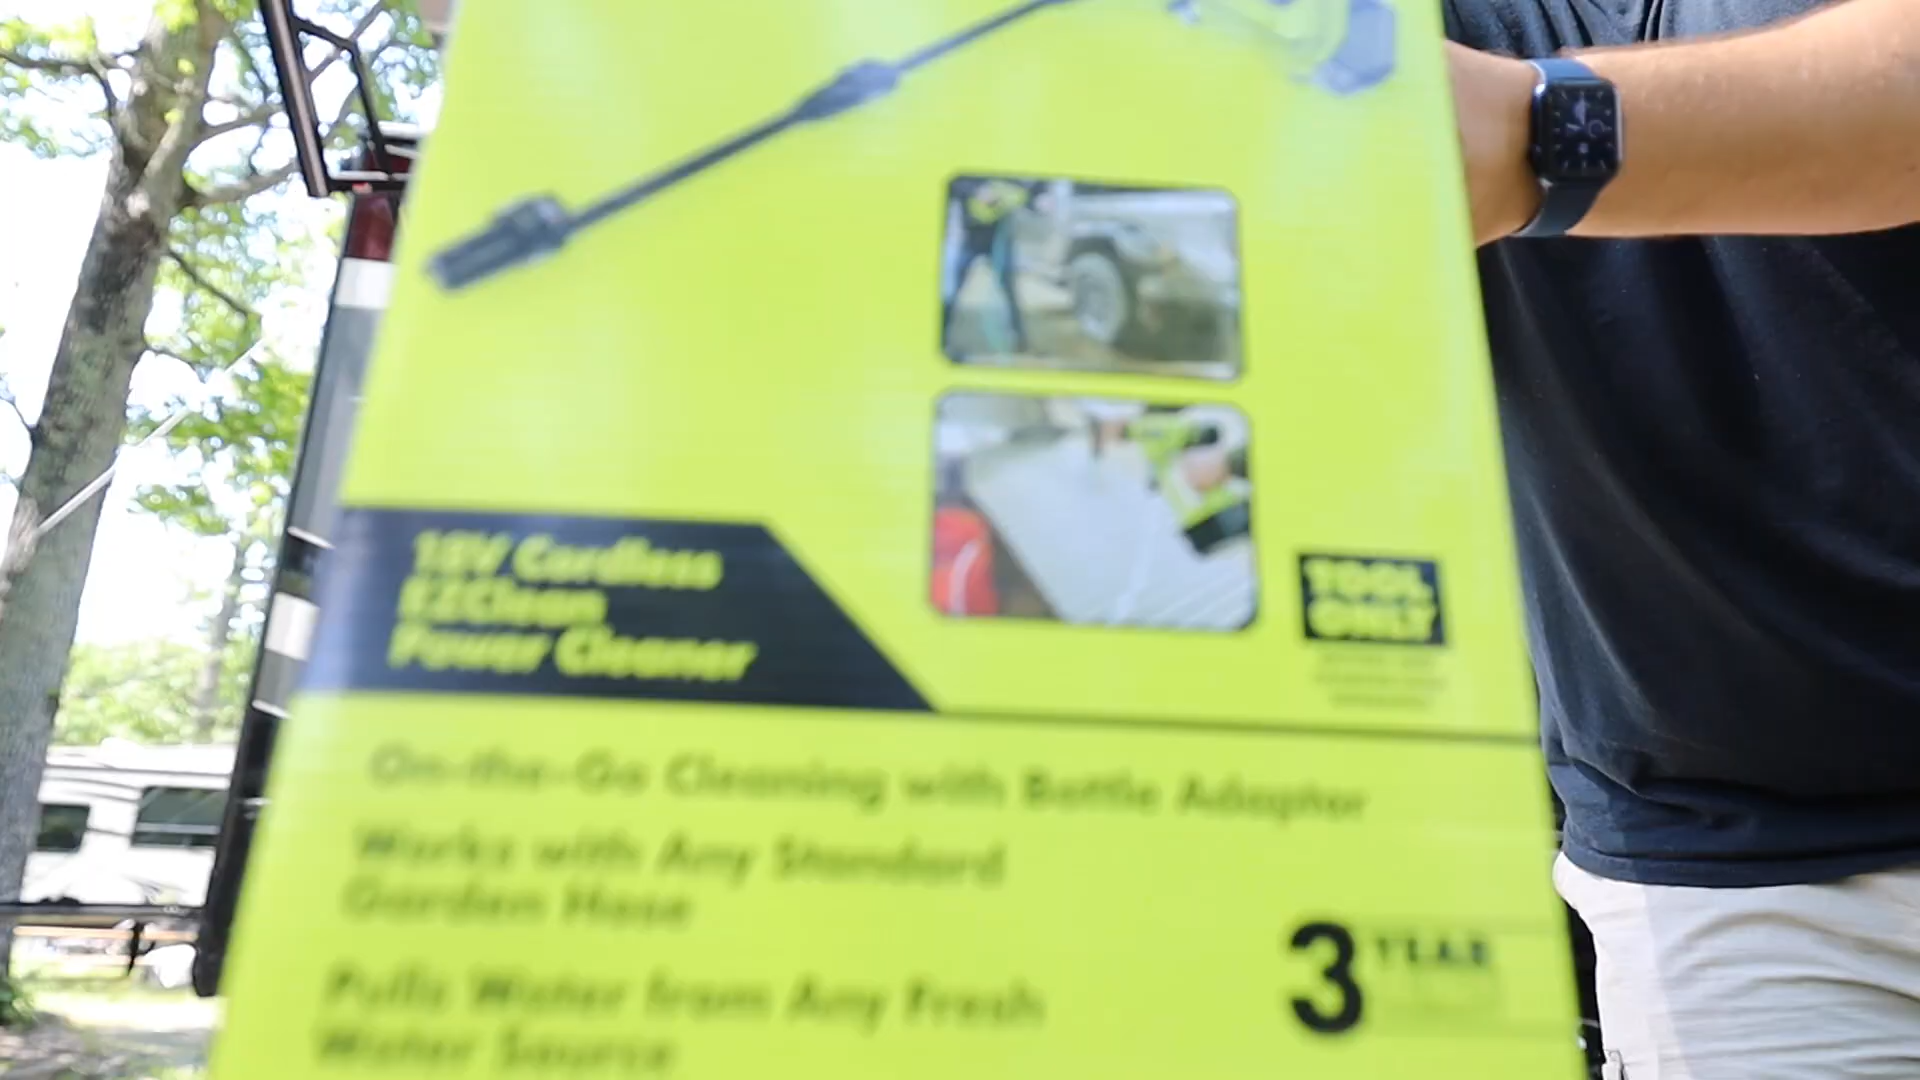 18V Cordless
EZClean
Power Cleaner
TOOL
ONLY
On-the-Go Cleaning with Bottle Adaptor
Works with Any Standard
Garden Hose
Pulls Water from Any Fresh
Water Source
3 YEAR